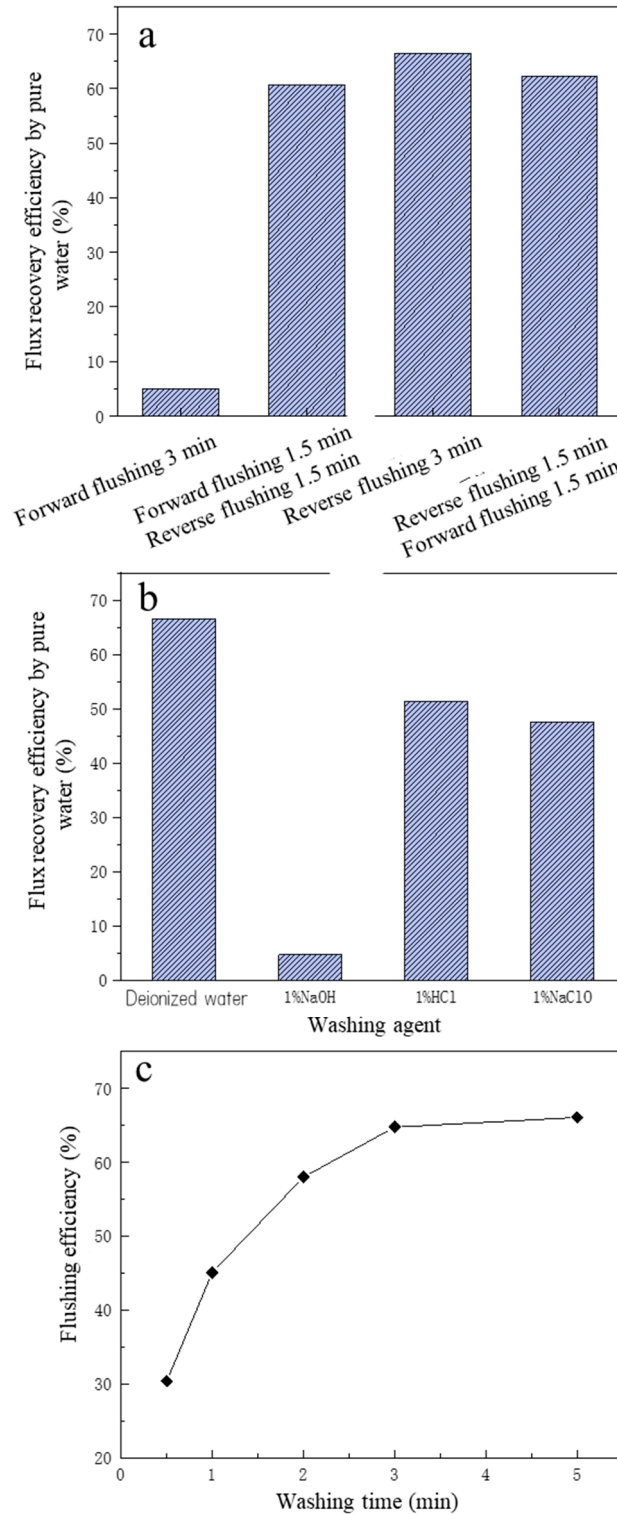 a
Flux recovery efficiency by pure
water (%)
70
60
50
40
30
20
10
0
Forward flushing 3 min
Forward flushing 1.5 min
Reverse flushing 1.5 min
Reverse flushing 3 min
Reverse flushing 1.5 min
Forward flushing 1.5 min
b
Flux recovery efficiency by pure
water (%)
70
60
50
40
30
20
10
0
Deionized water 1%NaOH 1%HCl 1%NaClO
Washing agent
c
Flushing efficiency (%)
70
60
50
40
30
20
0 1 2 3 4 5
Washing time (min)